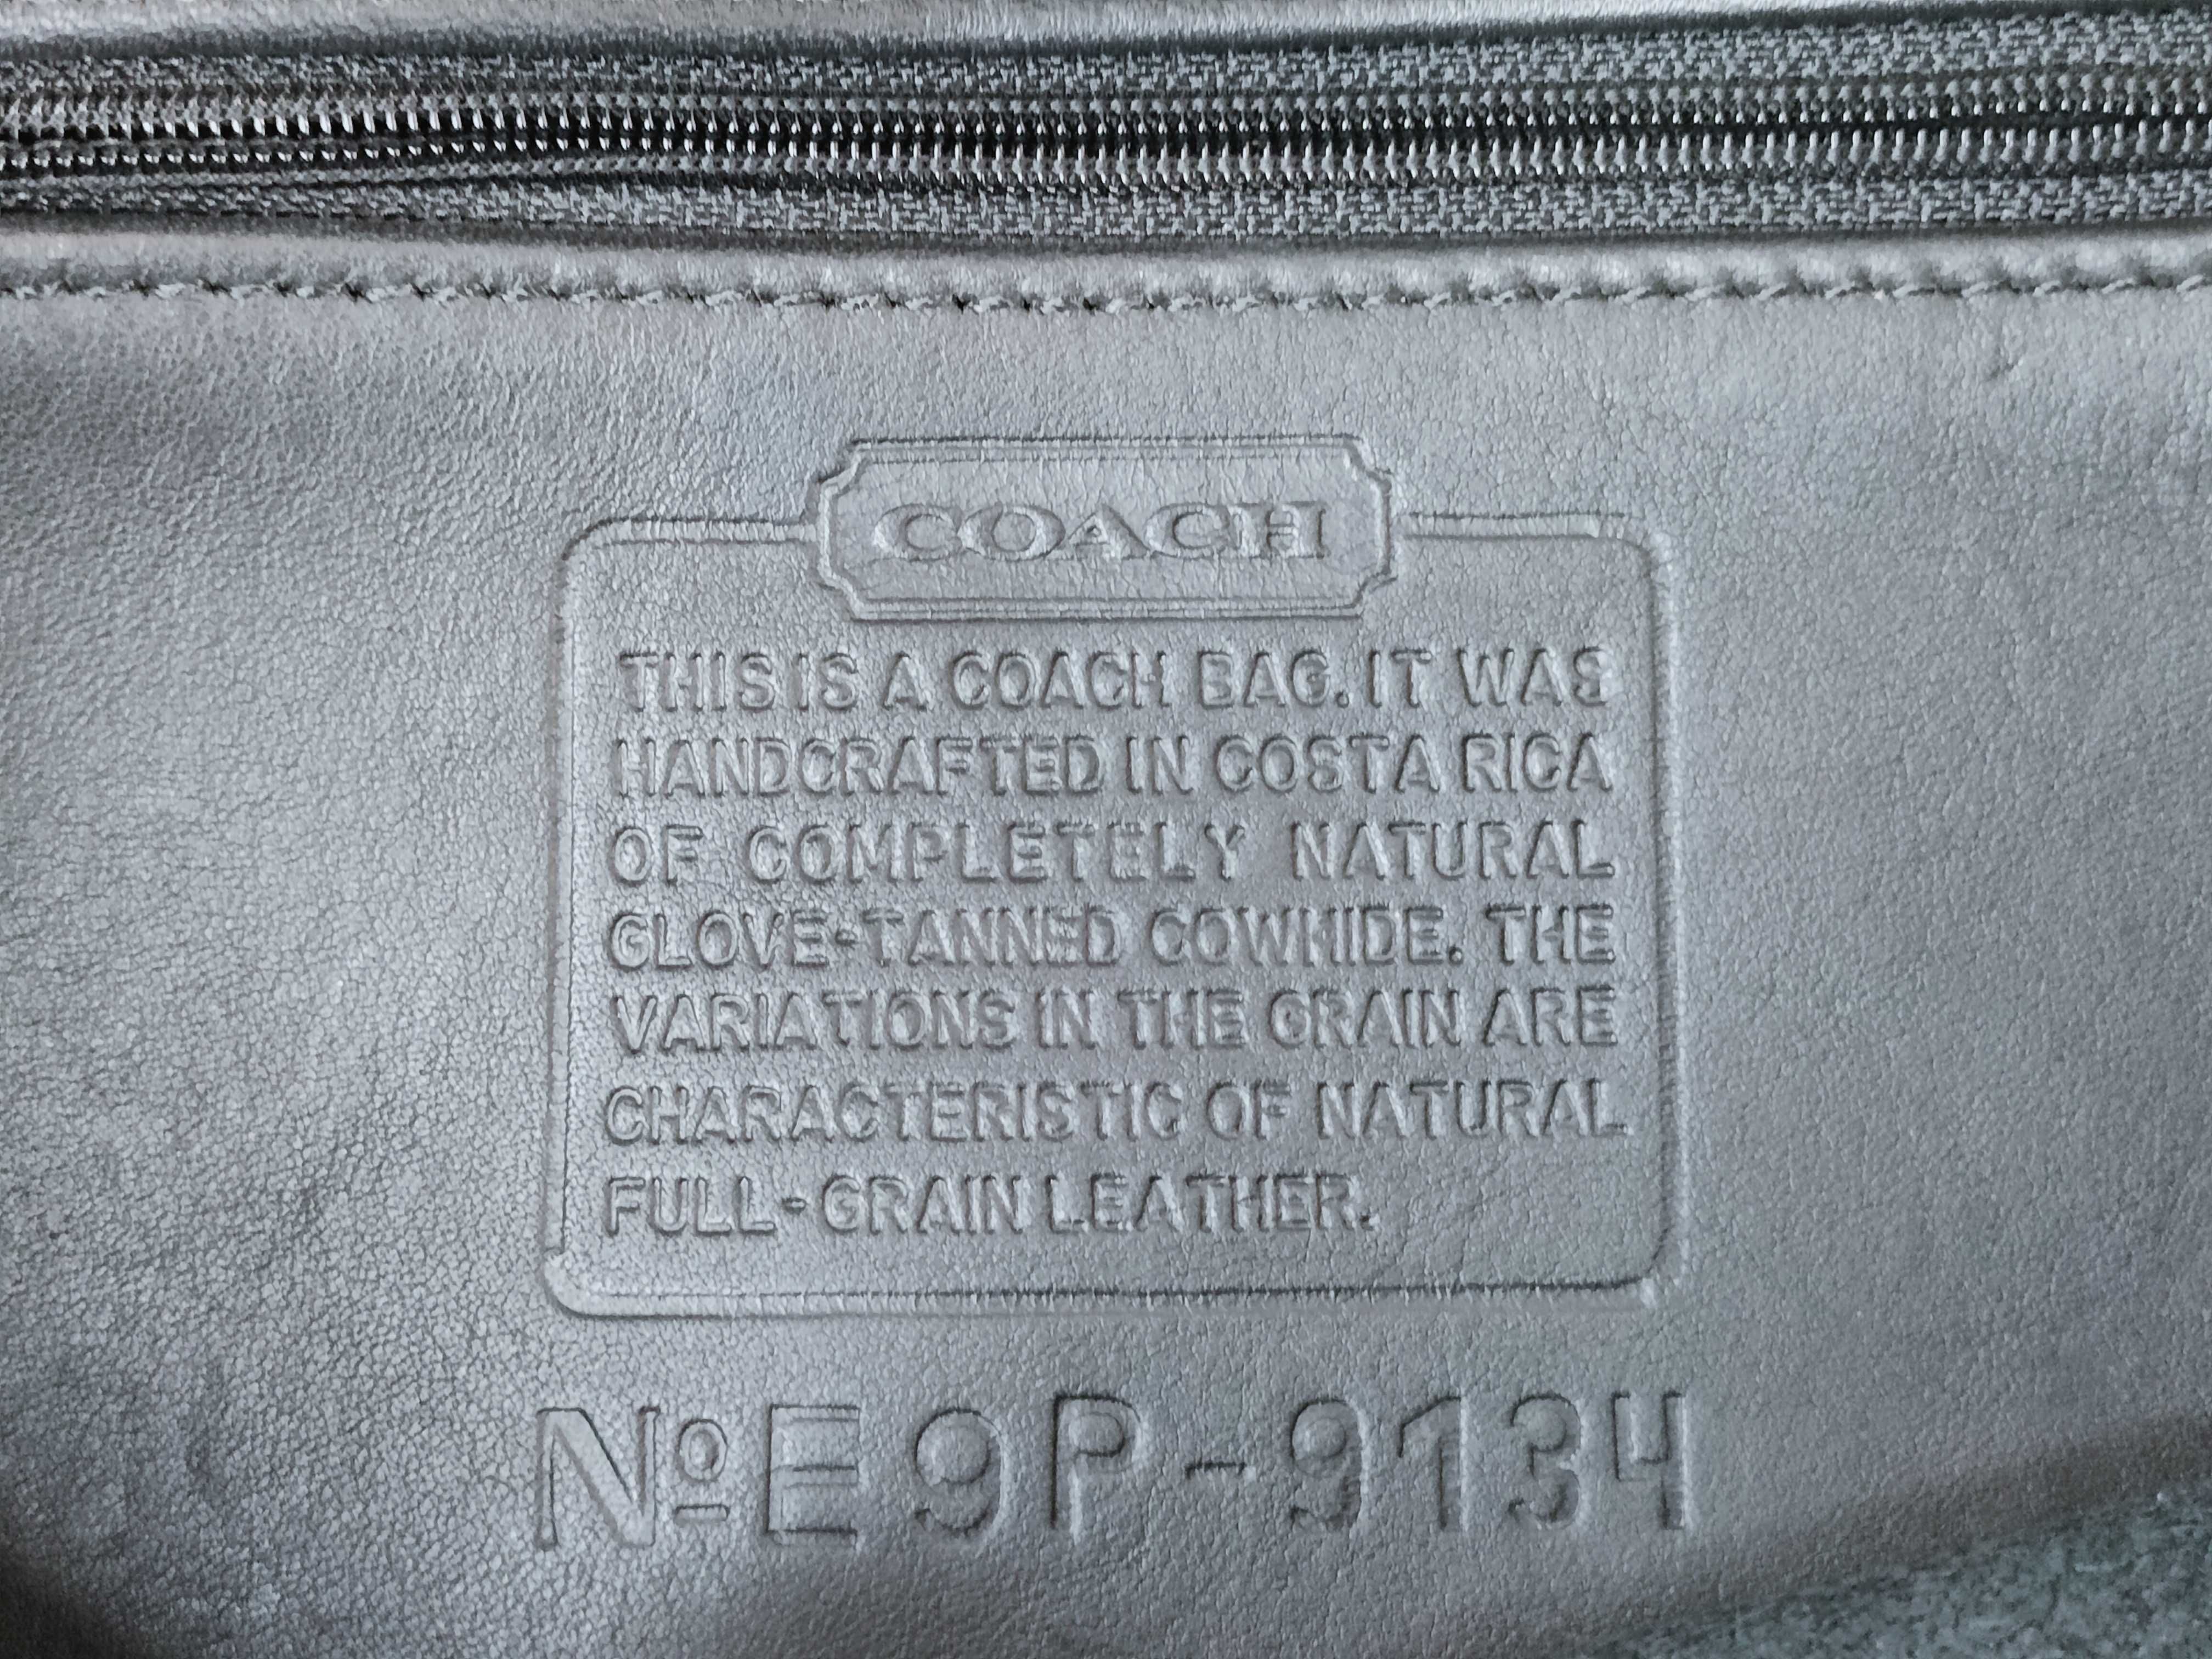 COACH
THIS IS A COACH BAG. IT WAS
HANDCRAFTED IN COSTA RICA
OF COMPLETELY NATURAL
GLOVE-TANNED COWHIDE. THE
VARIATIONS IN THE GRAIN ARE
CHARACTERISTIC OF NATURAL
FULL-GRAIN LEATHER.
Nº E9P-9134